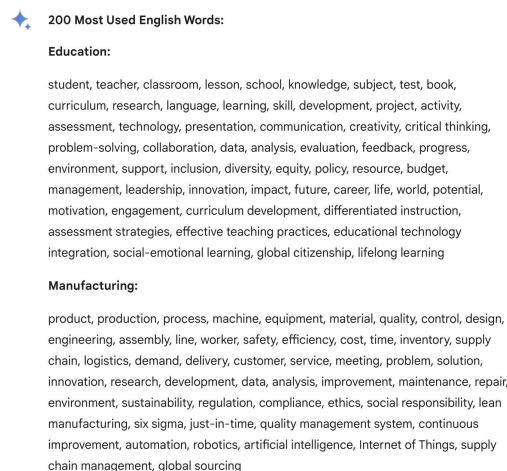 200 Most Used English Words:
Education:
student, teacher, classroom, lesson, school, knowledge, subject, test, book,
curriculum, research, language, learning, skill, development, project, activity,
assessment, technology, presentation, communication, creativity, critical thinking,
problem-solving, collaboration, data, analysis, evaluation, feedback, progress,
environment, support, inclusion, diversity, equity, policy, resource, budget,
management, leadership, innovation, impact, future, career, life, world, potential,
motivation, engagement, curriculum development, differentiated instruction,
assessment strategies, effective teaching practices, educational technology
integration, social-emotional learning, global citizenship, lifelong learning
Manufacturing:
product, production, process, machine, equipment, material, quality, control, design,
engineering, assembly, line, worker, safety, efficiency, cost, time, inventory, supply
chain, logistics, demand, delivery, customer, service, meeting, problem, solution,
innovation, research, development, data, analysis, improvement, maintenance, repair,
environment, sustainability, regulation, compliance, ethics, social responsibility, lean
manufacturing, six sigma, just-in-time, quality management system, continuous
improvement, automation, robotics, artificial intelligence, Internet of Things, supply
chain management, global sourcing